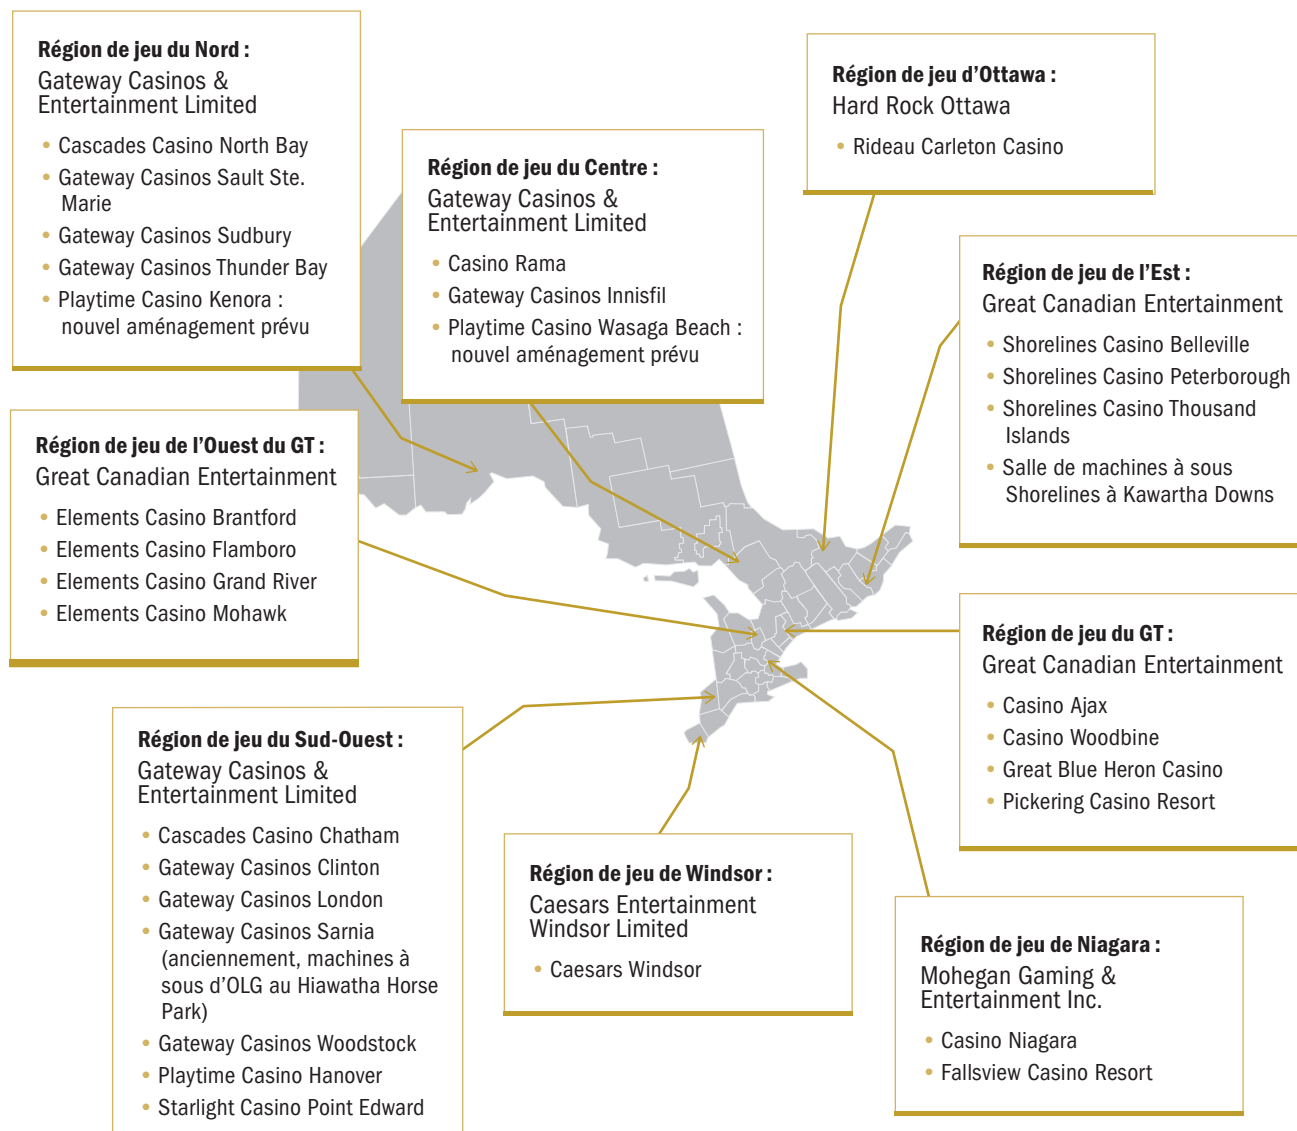 Région de jeu du Nord :
Gateway Casinos &
Entertainment Limited
• Cascades Casino North Bay
• Gateway Casinos Sault Ste.
Marie
• Gateway Casinos Sudbury
• Gateway Casinos Thunder Bay
• Playtime Casino Kenora :
nouvel aménagement prévu
Région de jeu du Centre :
Gateway Casinos &
Entertainment Limited
• Casino Rama
• Gateway Casinos Innisfil
• Playtime Casino Wasaga Beach :
nouvel aménagement prévu
Région de jeu d’Ottawa :
Hard Rock Ottawa
• Rideau Carleton Casino
Région de jeu de l’Est :
Great Canadian Entertainment
• Shorelines Casino Belleville
• Shorelines Casino Peterborough
• Shorelines Casino Thousand
Islands
• Salle de machines à sous
Shorelines à Kawartha Downs
Région de jeu de l’Ouest du GT :
Great Canadian Entertainment
• Elements Casino Brantford
• Elements Casino Flamboro
• Elements Casino Grand River
• Elements Casino Mohawk
Région de jeu du GT :
Great Canadian Entertainment
• Casino Ajax
• Casino Woodbine
• Great Blue Heron Casino
• Pickering Casino Resort
Région de jeu du Sud-Ouest :
Gateway Casinos &
Entertainment Limited
• Cascades Casino Chatham
• Gateway Casinos Clinton
• Gateway Casinos London
• Gateway Casinos Sarnia
(anciennement, machines à
sous d’OLG au Hiawatha Horse
Park)
• Gateway Casinos Woodstock
• Playtime Casino Hanover
• Starlight Casino Point Edward
Région de jeu de Windsor :
Caesars Entertainment
Windsor Limited
• Caesars Windsor
Région de jeu de Niagara :
Mohegan Gaming &
Entertainment Inc.
• Casino Niagara
• Fallsview Casino Resort